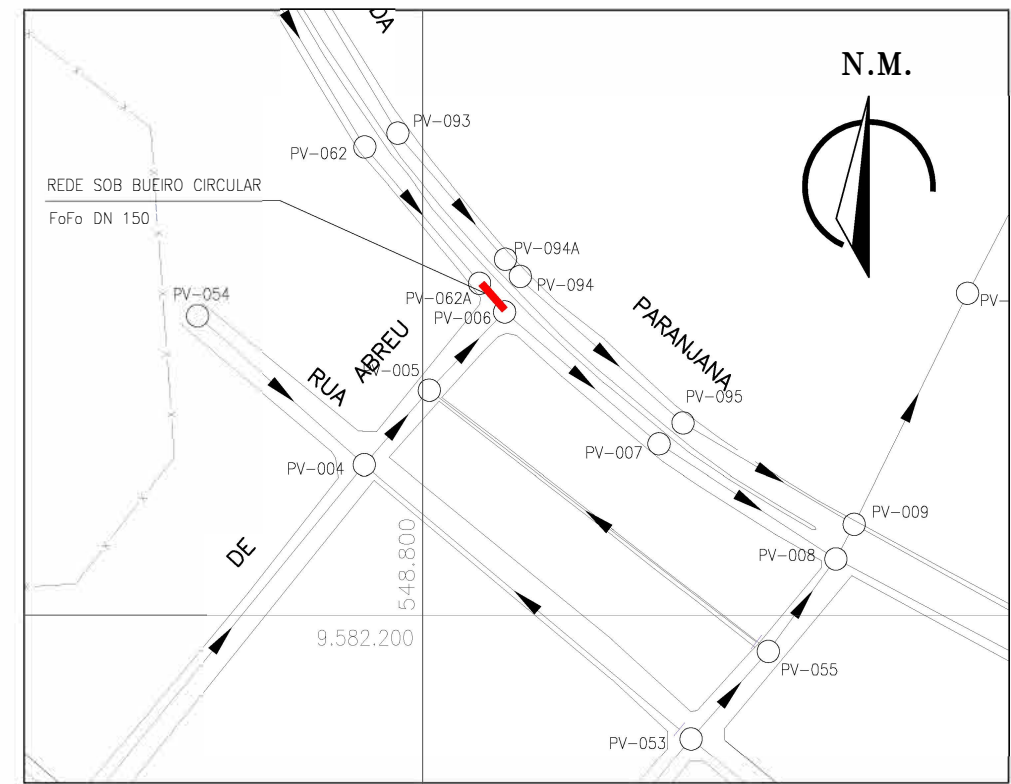 DA
N.M.
PV-093
PV-062
REDE SOB BUEIRO CIRCULAR
FoFo DN 150
PV-094A
PV-094
PV-054
PV-062A
PV-006
PARANJANA
ABREU
RUA
-005
PV-095
PV-007
PV-004
PV-009
PV-008
DE
548.800
9.582.200
PV-055
PV-053
PV-